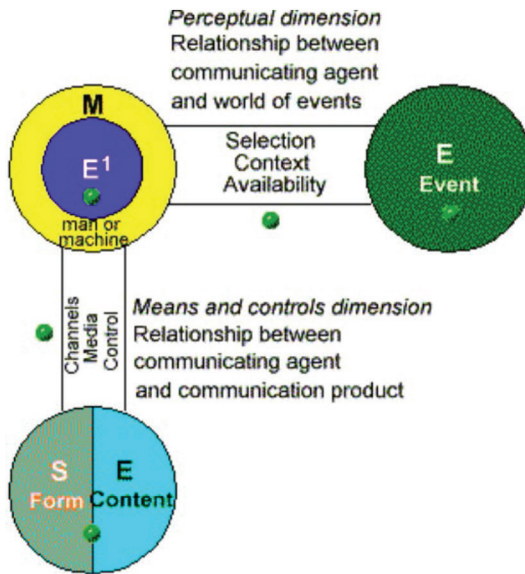 Perceptual dimension
Relationship between
communicating agent
and world of events
M
E1
man or
machine
Selection
Context
Availability
E
Event
Channels
Media
Control
Means and controls dimension
Relationship between
communicating agent
and communication product
S
Form
E
Content